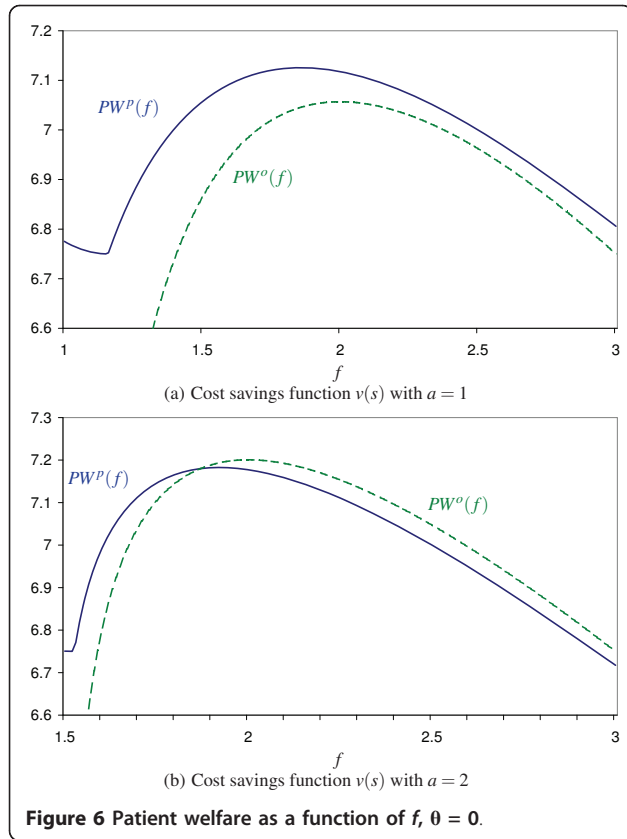 7.2
7.1
7
6.9
6.8
6.7
6.6
PW^p(f)
PW^o(f)
1 1.5 2 2.5 3
f
(a) Cost savings function v(s) with a = 1
7.3
7.2
7.1
7
6.9
6.8
6.7
6.6
PW^p(f)
PW^o(f)
1.5 2 2.5 3
f
(b) Cost savings function v(s) with a = 2
Figure 6 Patient welfare as a function of f, θ = 0.